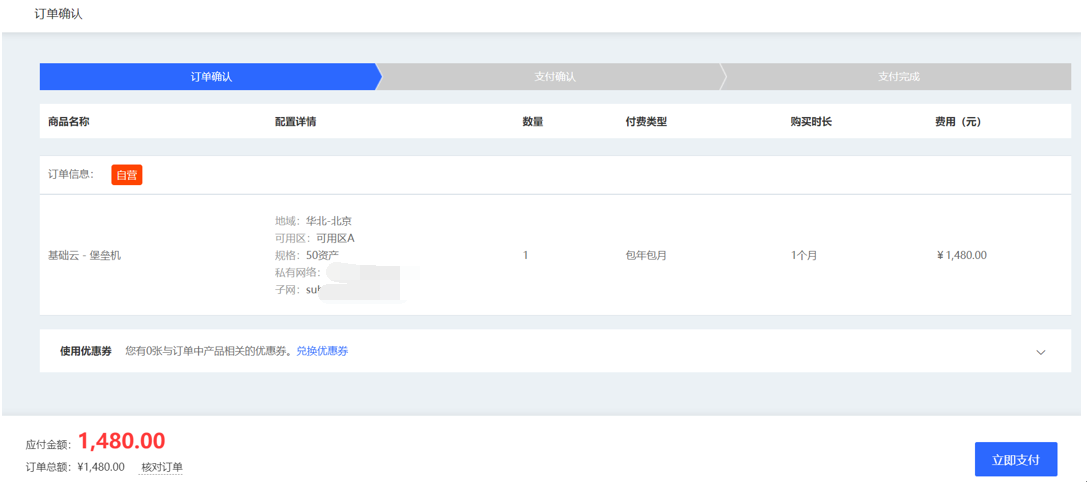 订单确认
订单确认 支付确认 支付完成
商品名称 配置详情 数量 付费类型 购买时长 费用（元）
订单信息： 自营
地域：华北-北京
可用区：可用区A
基础云 - 堡垒机 规格：50资产 1 包年包月 1个月 ¥ 1,480.00
私有网络：
子网：
使用优惠券 您有0张与订单中产品相关的优惠券。兑换优惠券
应付金额：1,480.00
订单总额：¥1,480.00 核对订单
立即支付